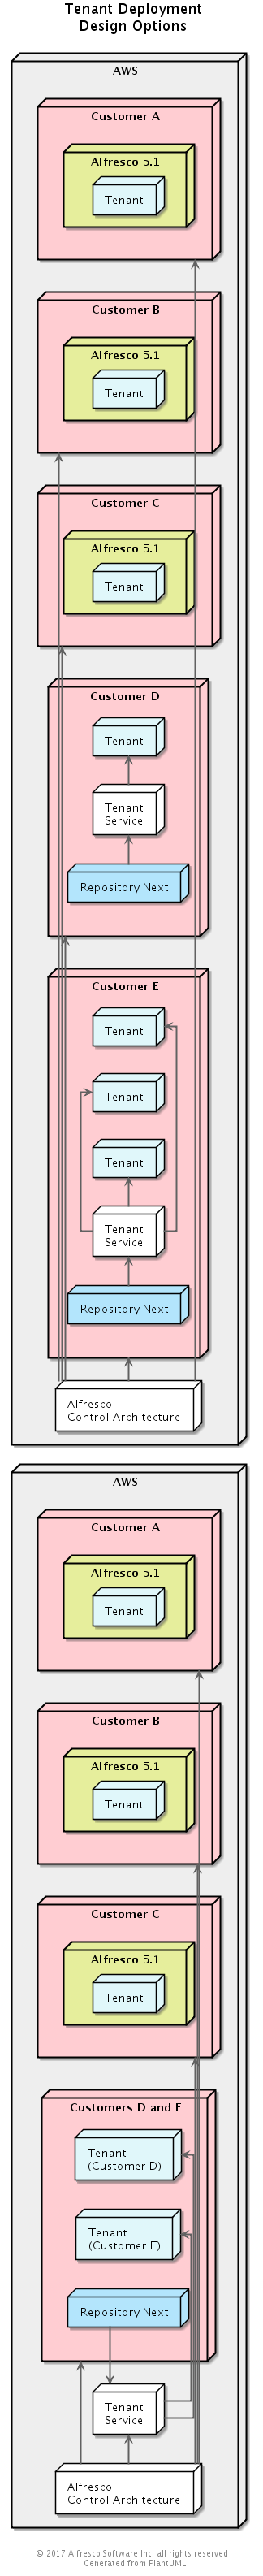 Tenant Deployment
Design Options
AWS
Customer A
Alfresco 5.1
Tenant
Customer B
Alfresco 5.1
Tenant
Customer C
Alfresco 5.1
Tenant
Customer D
Tenant
Tenant
Service
Repository Next
Customer E
Tenant
Tenant
Tenant
Tenant
Service
Repository Next
Alfresco
Control Architecture
AWS
Customer A
Alfresco 5.1
Tenant
Customer B
Alfresco 5.1
Tenant
Customer C
Alfresco 5.1
Tenant
Customers D and E
Tenant
(Customer D)
Tenant
(Customer E)
Repository Next
Tenant
Service
Alfresco
Control Architecture
© 2017 Alfresco Software Inc. all rights reserved
Generated from PlantUML